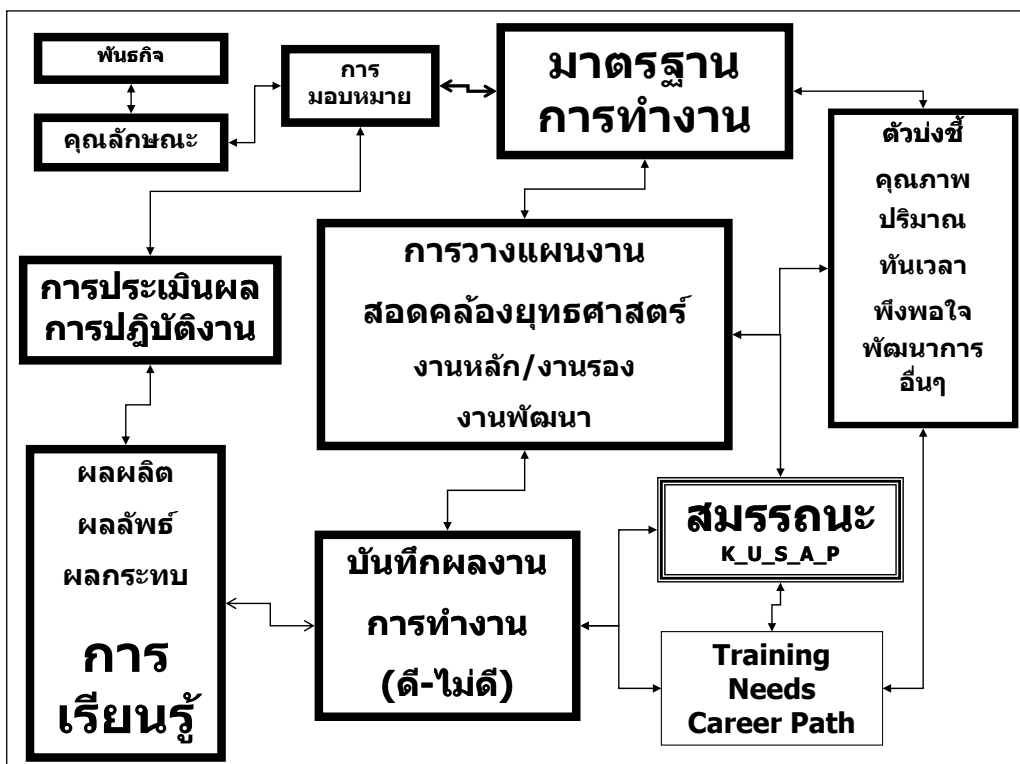 พันธกิจ
คุณลักษณะ
การ
มอบหมาย
มาตรฐาน
การทำงาน
ตัวบ่งชี้
คุณภาพ
ปริมาณ
ทันเวลา
พึงพอใจ
พัฒนาการ
อื่นๆ
การวางแผนงาน
สอดคล้องยุทธศาสตร์
งานหลัก/งานรอง
งานพัฒนา
การประเมินผล
การปฎิบัติงาน
ผลผลิต
ผลลัพธ์
ผลกระทบ
การ
เรียนรู้
บันทึกผลงาน
การทำงาน
(ดี-ไม่ดี)
สมรรถนะ
K_U_S_A_P
Training
Needs
Career Path